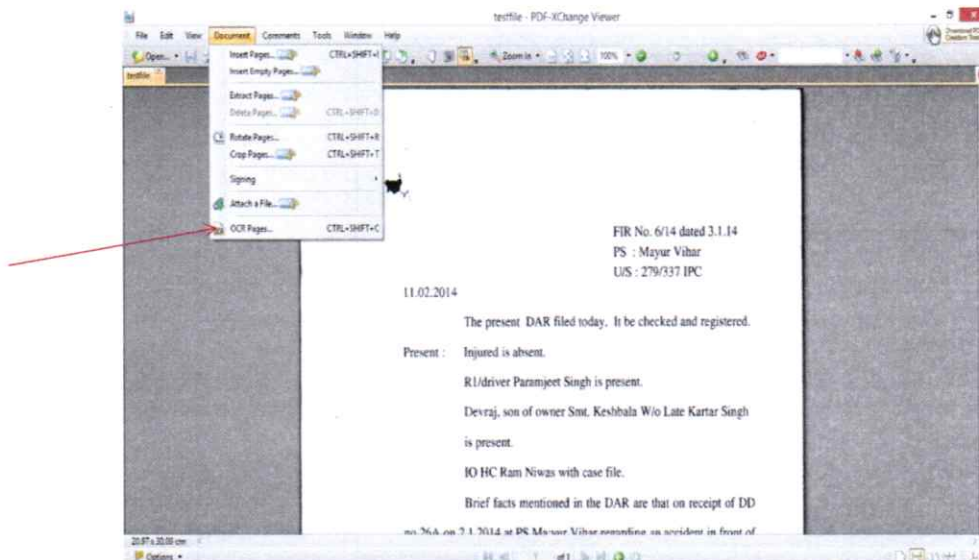 testfile - PDF-XChange Viewer
File Edit View Document Comments Tools Window Help
Open...
Zoom In
100%
testfile
Insert Pages... CTRL+SHIFT+I
Insert Empty Pages...
Extract Pages...
Delete Pages... CTRL+SHIFT+D
Rotate Pages... CTRL+SHIFT+R
Crop Pages... CTRL+SHIFT+T
Signing
Attach a File...
OCR Pages... CTRL+SHIFT+C
FIR No. 6/14 dated 3.1.14
PS : Mayur Vihar
U/S : 279/337 IPC
11.02.2014
The present DAR filed today. It be checked and registered.
Present : Injured is absent.
R1/driver Paramjeet Singh is present.
Devraj, son of owner Smt. Keshbala W/o Late Kartar Singh
is present.
IO HC Ram Niwas with case file.
Brief facts mentioned in the DAR are that on receipt of DD
no.26A on 2.1.2014 at PS Mayur Vihar regarding an accident in front of
Options